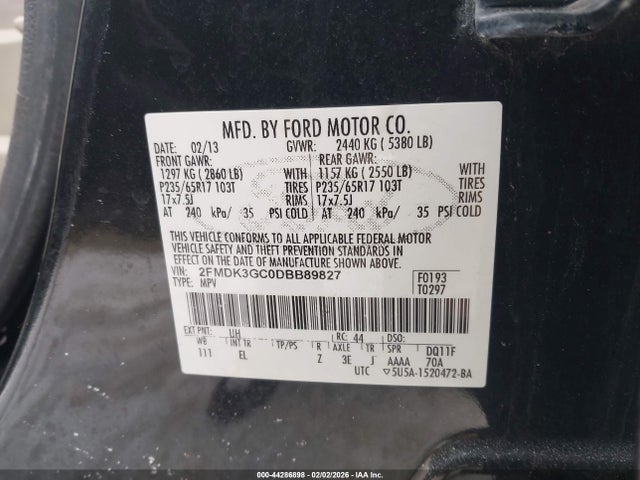 MFD. BY FORD MOTOR CO.
DATE: 02/13 GVWR: 2440 KG ( 5380 LB)
FRONT GAWR: REAR GAWR:
1297 KG ( 2860 LB) WITH 1157 KG ( 2550 LB) WITH
P235/65R17 103T TIRES P235/65R17 103T TIRES
17x7.5J RIMS 17x7.5J RIMS
AT 240 kPa/ 35 PSI COLD AT 240 kPa/ 35 PSI COLD
THIS VEHICLE CONFORMS TO ALL APPLICABLE FEDERAL MOTOR
VEHICLE SAFETY AND THEFT PREVENTION STANDARDS IN
EFFECT ON THE DATE OF MANUFACTURE SHOWN ABOVE.
VIN: 2FMDK3GC0DBB89827 F0193
TYPE: MPV T0297
EXT PNT: UH RC: 44 DSO:
WB INT TR TP/PS R AXLE TR SPR DQ11F
111 EL Z 3E J AAAA 70A
UTC ▽5U5A-1520472-BA
000-44286898 - 02/02/2026 - IAA Inc.